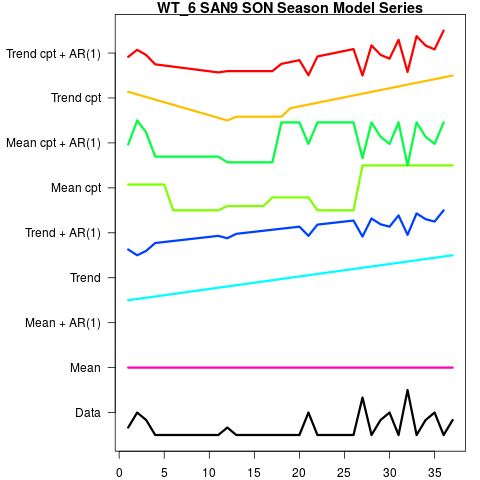 WT_6 SAN9 SON Season Model Series
Trend cpt + AR(1)
Trend cpt
Mean cpt + AR(1)
Mean cpt
Trend + AR(1)
Trend
Mean + AR(1)
Mean
Data
0 5 10 15 20 25 30 35